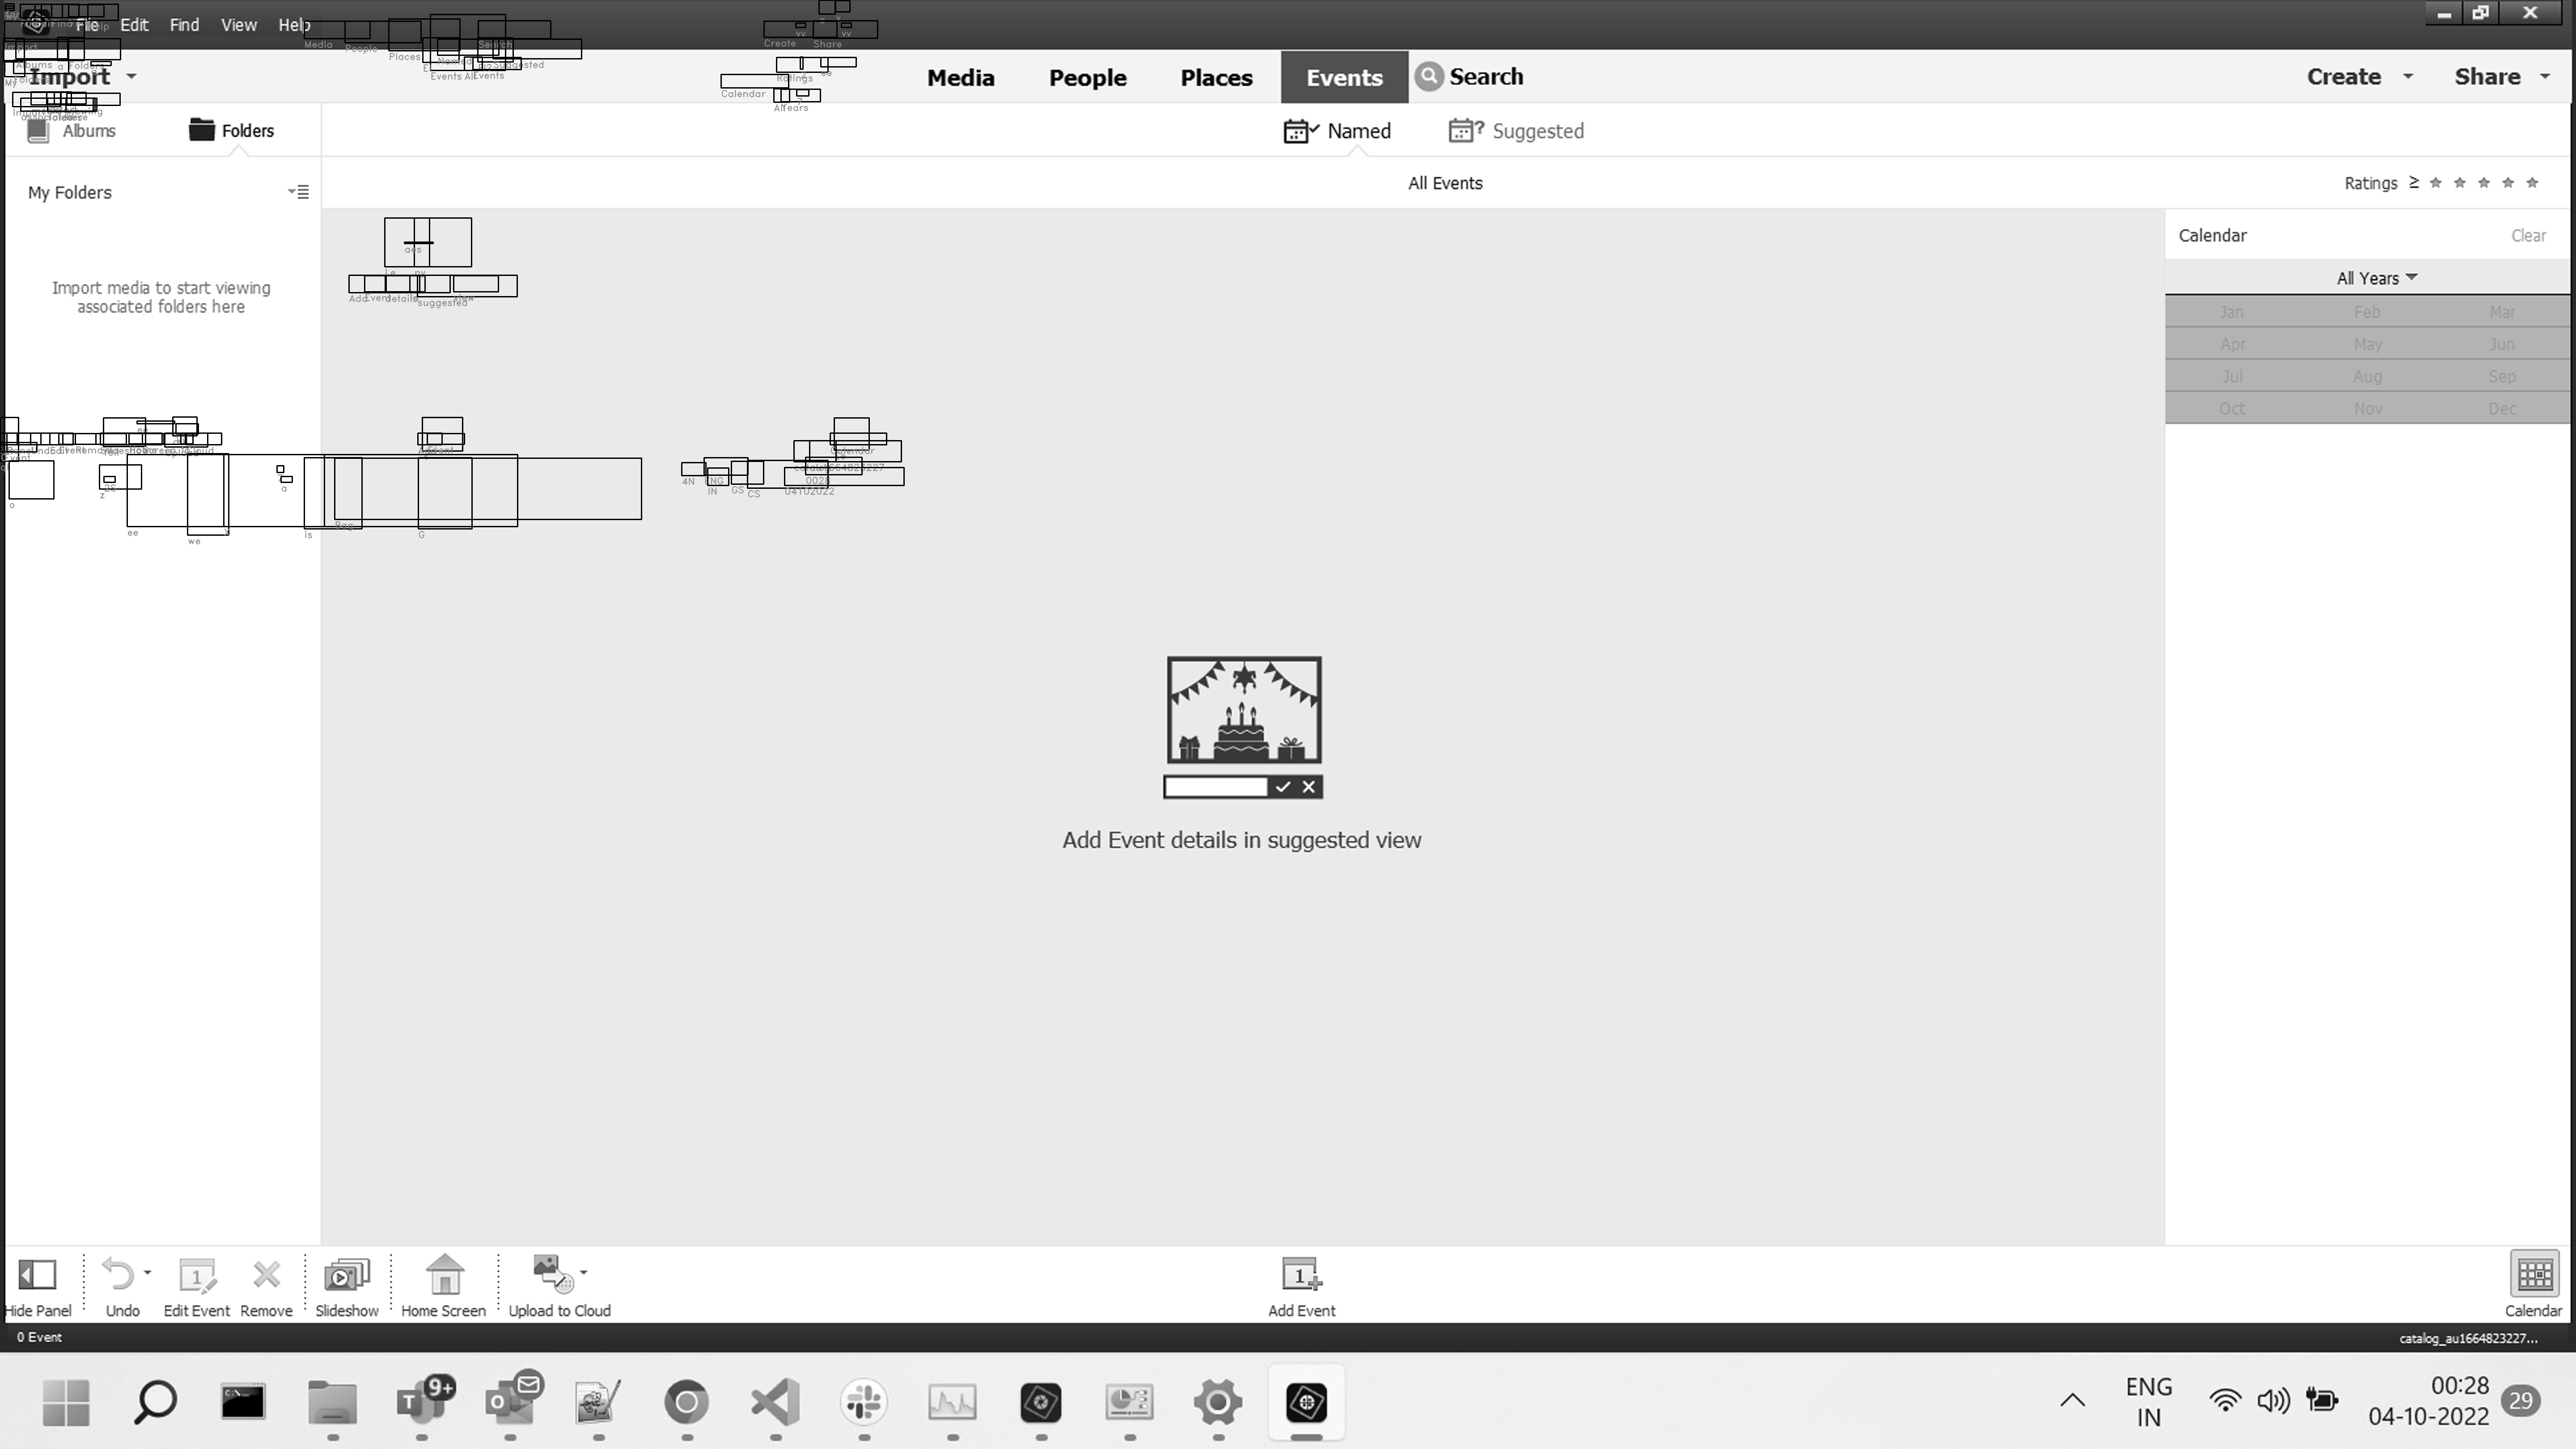 File Edit Find View Help
Import Media People Places Events Search Create Share
Albums Folders Named Suggested
My Folders All Events Ratings ≥
Calendar Clear
All Years
Import media to start viewing
associated folders here
Jan Feb Mar
Apr May Jun
Jul Aug Sep
Oct Nov Dec
Add Event details in suggested view
Hide Panel Undo Edit Event Remove Slideshow Home Screen Upload to Cloud Add Event Calendar
0 Event catalog_au1664823227...
9+
ENG
IN
00:28
04-10-2022
29